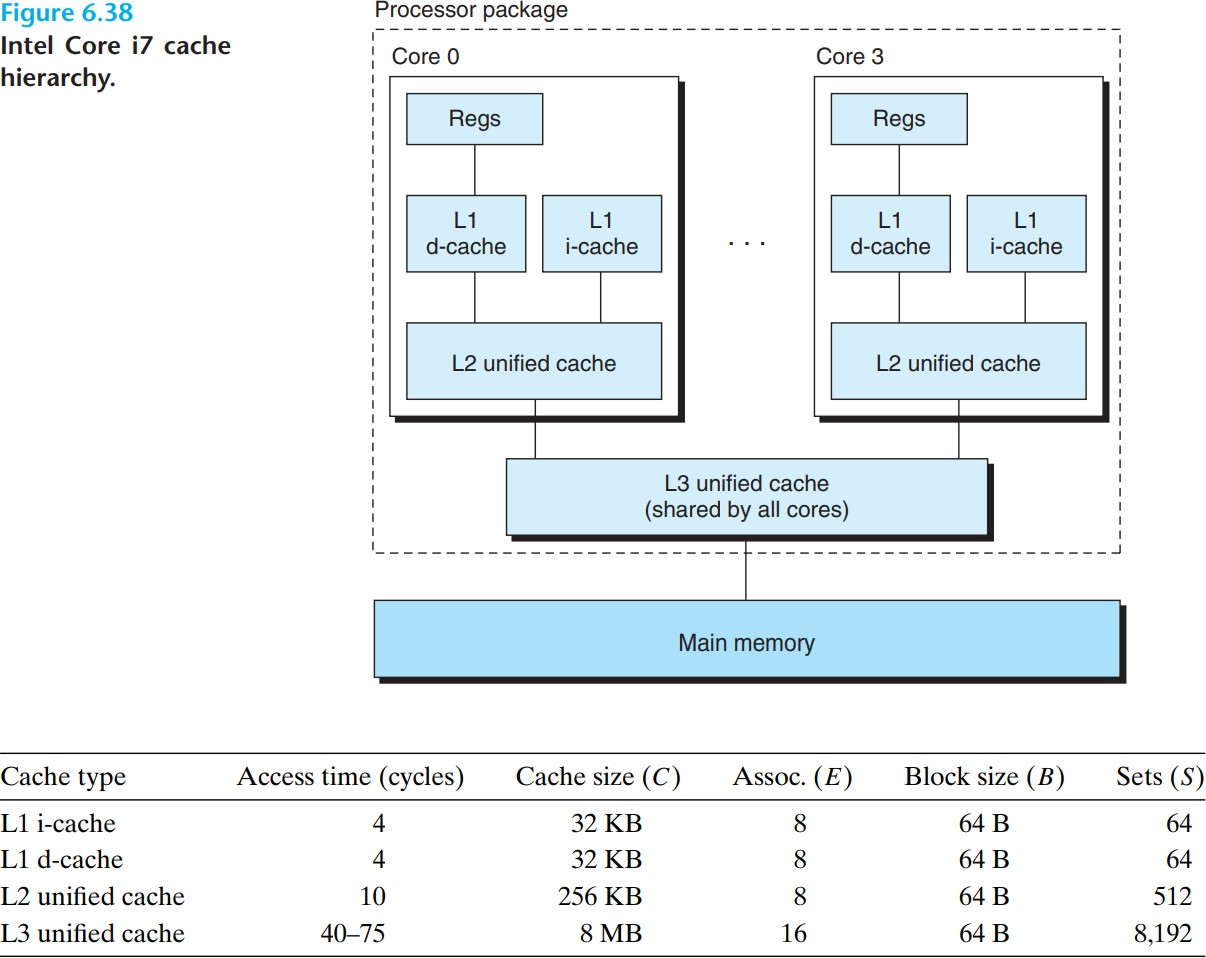 Figure 6.38
Intel Core i7 cache
hierarchy.
Processor package
Core 0
Regs
L1
d-cache
L1
i-cache
L2 unified cache
. . .
Core 3
Regs
L1
d-cache
L1
i-cache
L2 unified cache
L3 unified cache
(shared by all cores)
Main memory
Cache type Access time (cycles) Cache size (C) Assoc. (E) Block size (B) Sets (S)
L1 i-cache 4 32 KB 8 64 B 64
L1 d-cache 4 32 KB 8 64 B 64
L2 unified cache 10 256 KB 8 64 B 512
L3 unified cache 40–75 8 MB 16 64 B 8,192